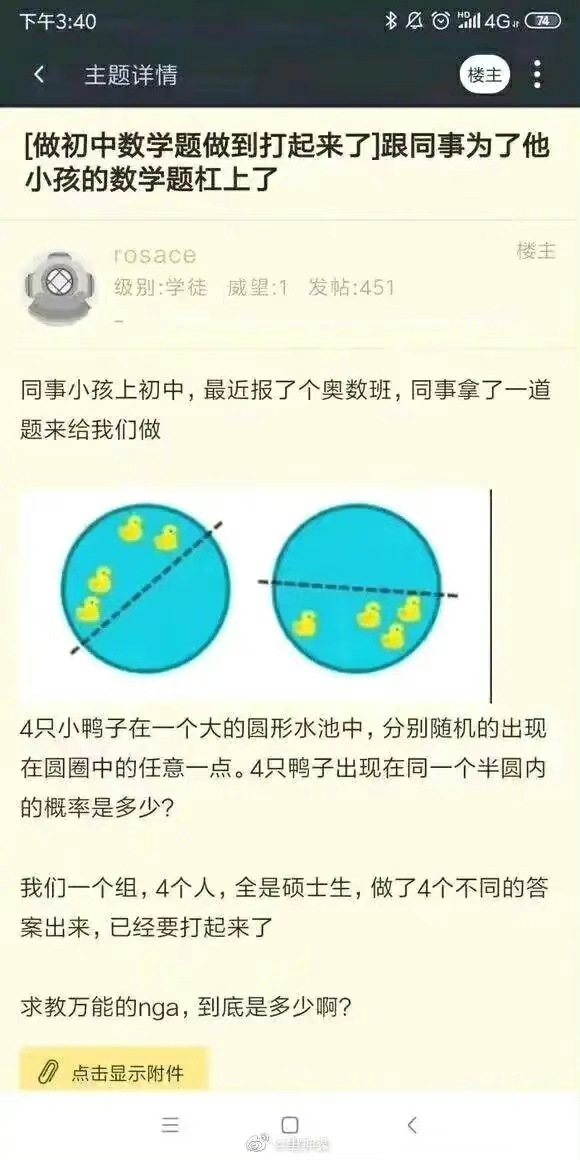 下午3:40
HD 4G 74
主题详情
楼主
[做初中数学题做到打起来了]跟同事为了他
小孩的数学题杠上了
rosace
楼主
级别:学徒 威望:1 发帖:451
同事小孩上初中，最近报了个奥数班，同事拿了一道
题来给我们做
4只小鸭子在一个大的圆形水池中，分别随机的出现
在圆圈中的任意一点。4只鸭子出现在同一个半圆内
的概率是多少？
我们一个组，4个人，全是硕士生，做了4个不同的答
案出来，已经要打起来了
求教万能的nga，到底是多少啊？
点击显示附件